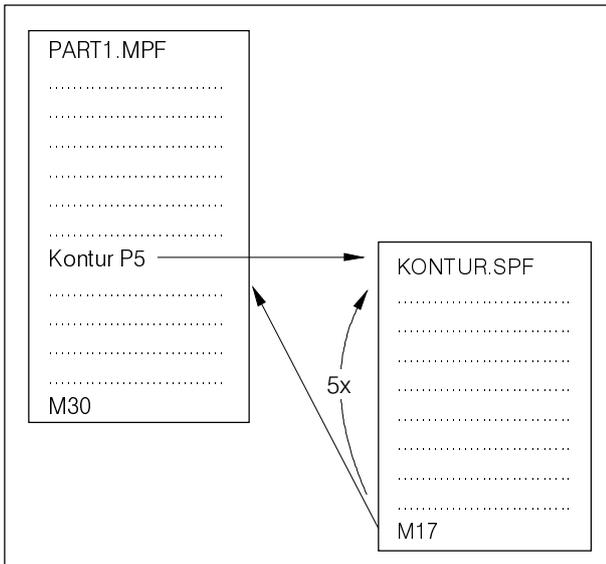 PART1.MPF
Kontur P5
M30
KONTUR.SPF
5x
M17